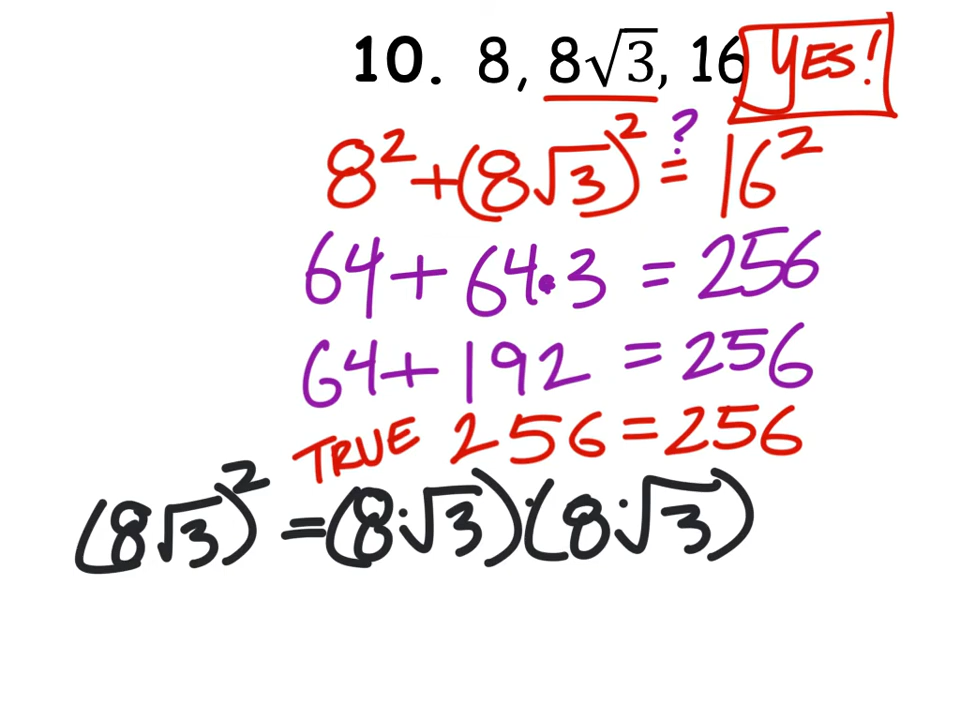 10. 8, 8√3, 16 YES!
8² + (8√3)² ≟ 16²
64 + 64•3 = 256
64 + 192 = 256
TRUE 256 = 256
(8√3)² = (8·√3)·(8·√3)